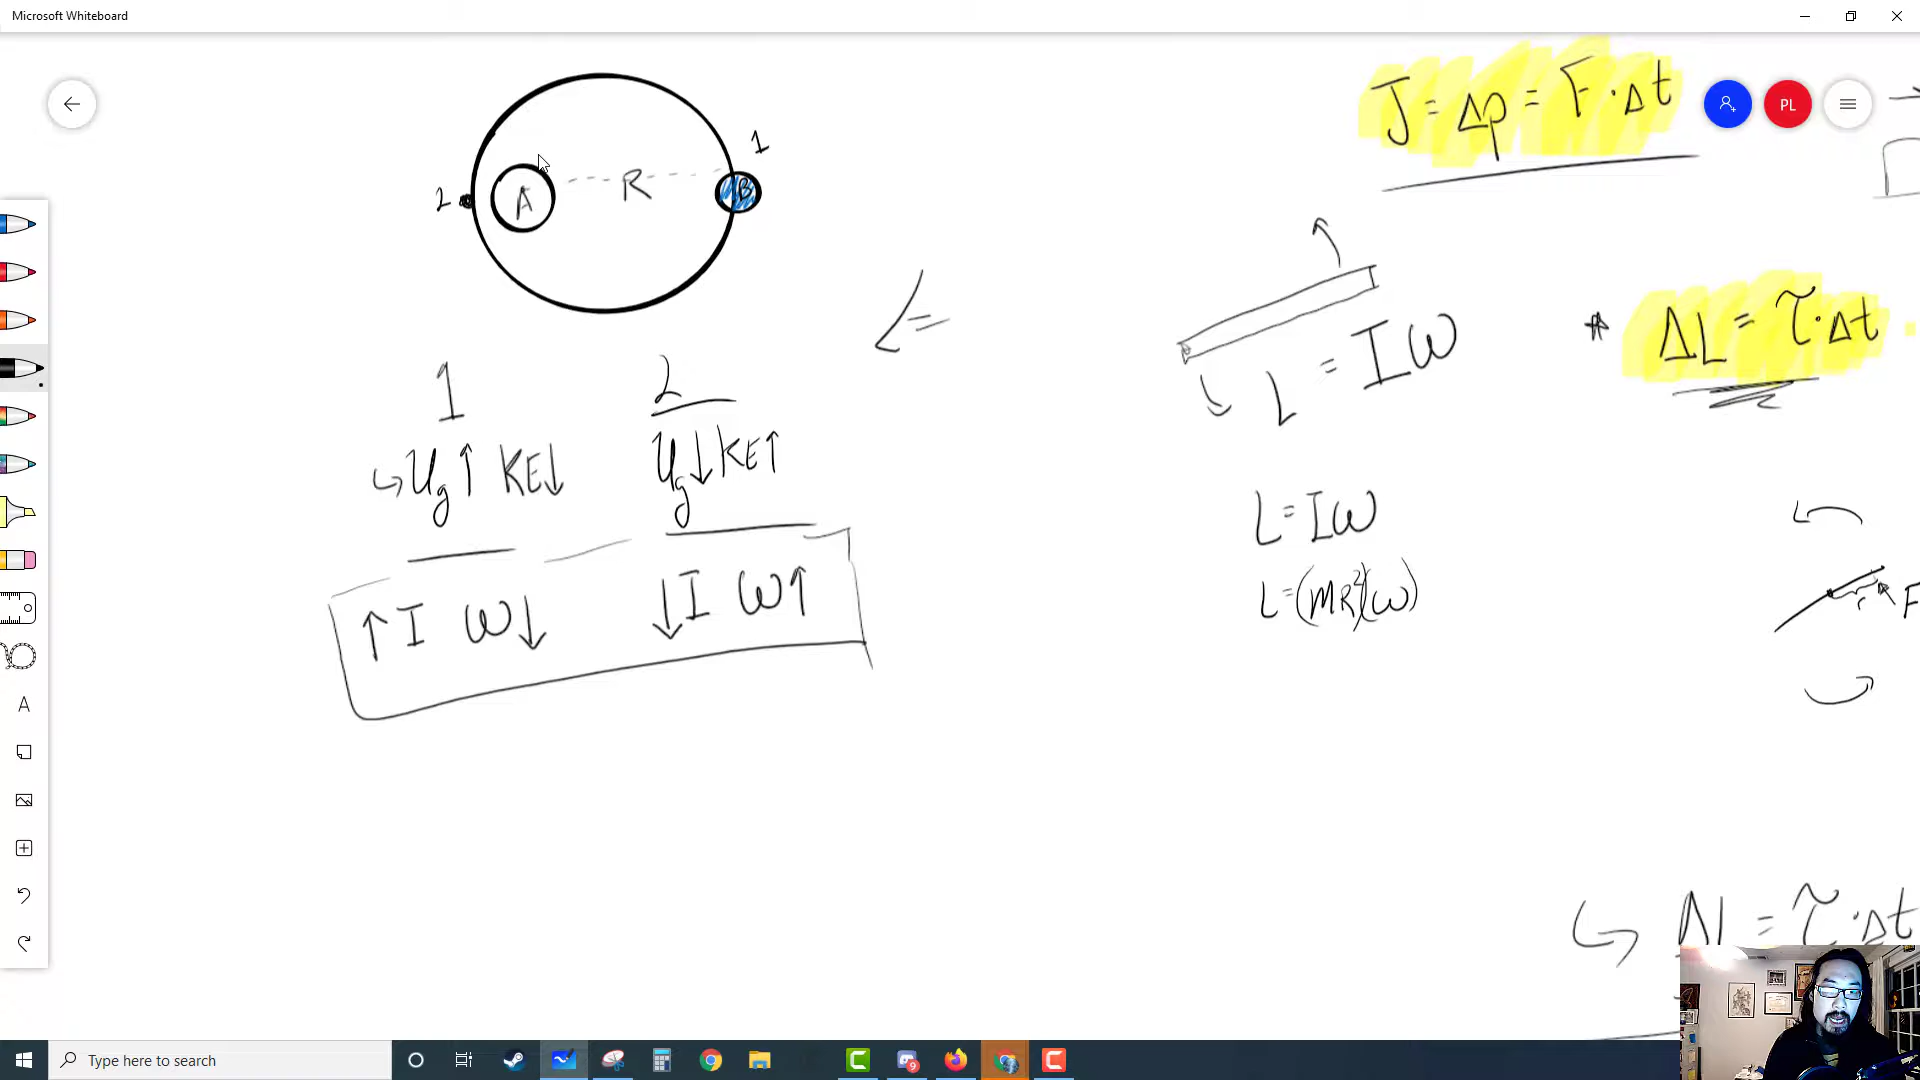 Microsoft Whiteboard
J = Δp = F · Δt
PL
1
2
A
R
B
ΔL = τ · Δt
L = Iω
1
2
↳ Ug↑ KE↓
Ug↓ KE↑
L = Iω
L = (MR²)(ω)
↑I ω↓
↓I ω↑
r
F
A
↳ ΔL = τ · Δt
Type here to search
9